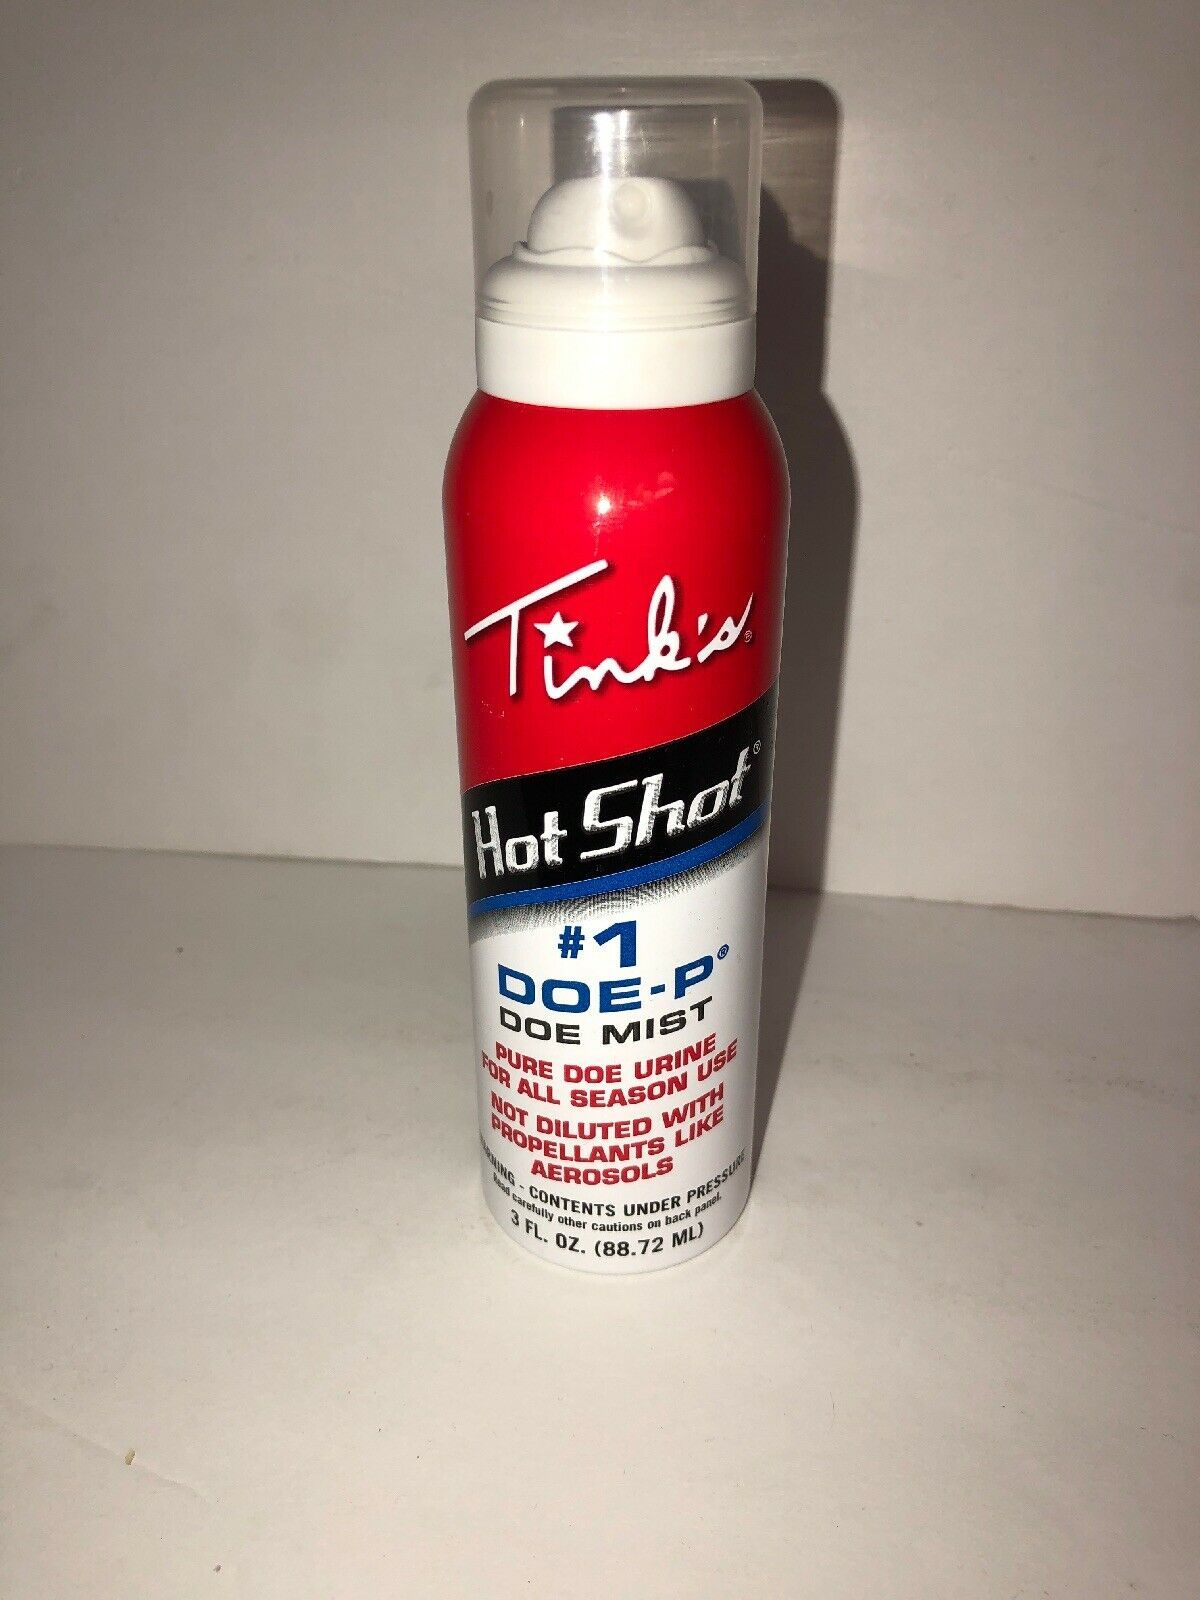 Tink's®
Hot Shot®
#1
DOE-P®
DOE MIST
PURE DOE URINE
FOR ALL SEASON USE
NOT DILUTED WITH
PROPELLANTS LIKE
AEROSOLS
WARNING - CONTENTS UNDER PRESSURE
Read carefully other cautions on back panel.
3 FL. OZ. (88.72 ML)